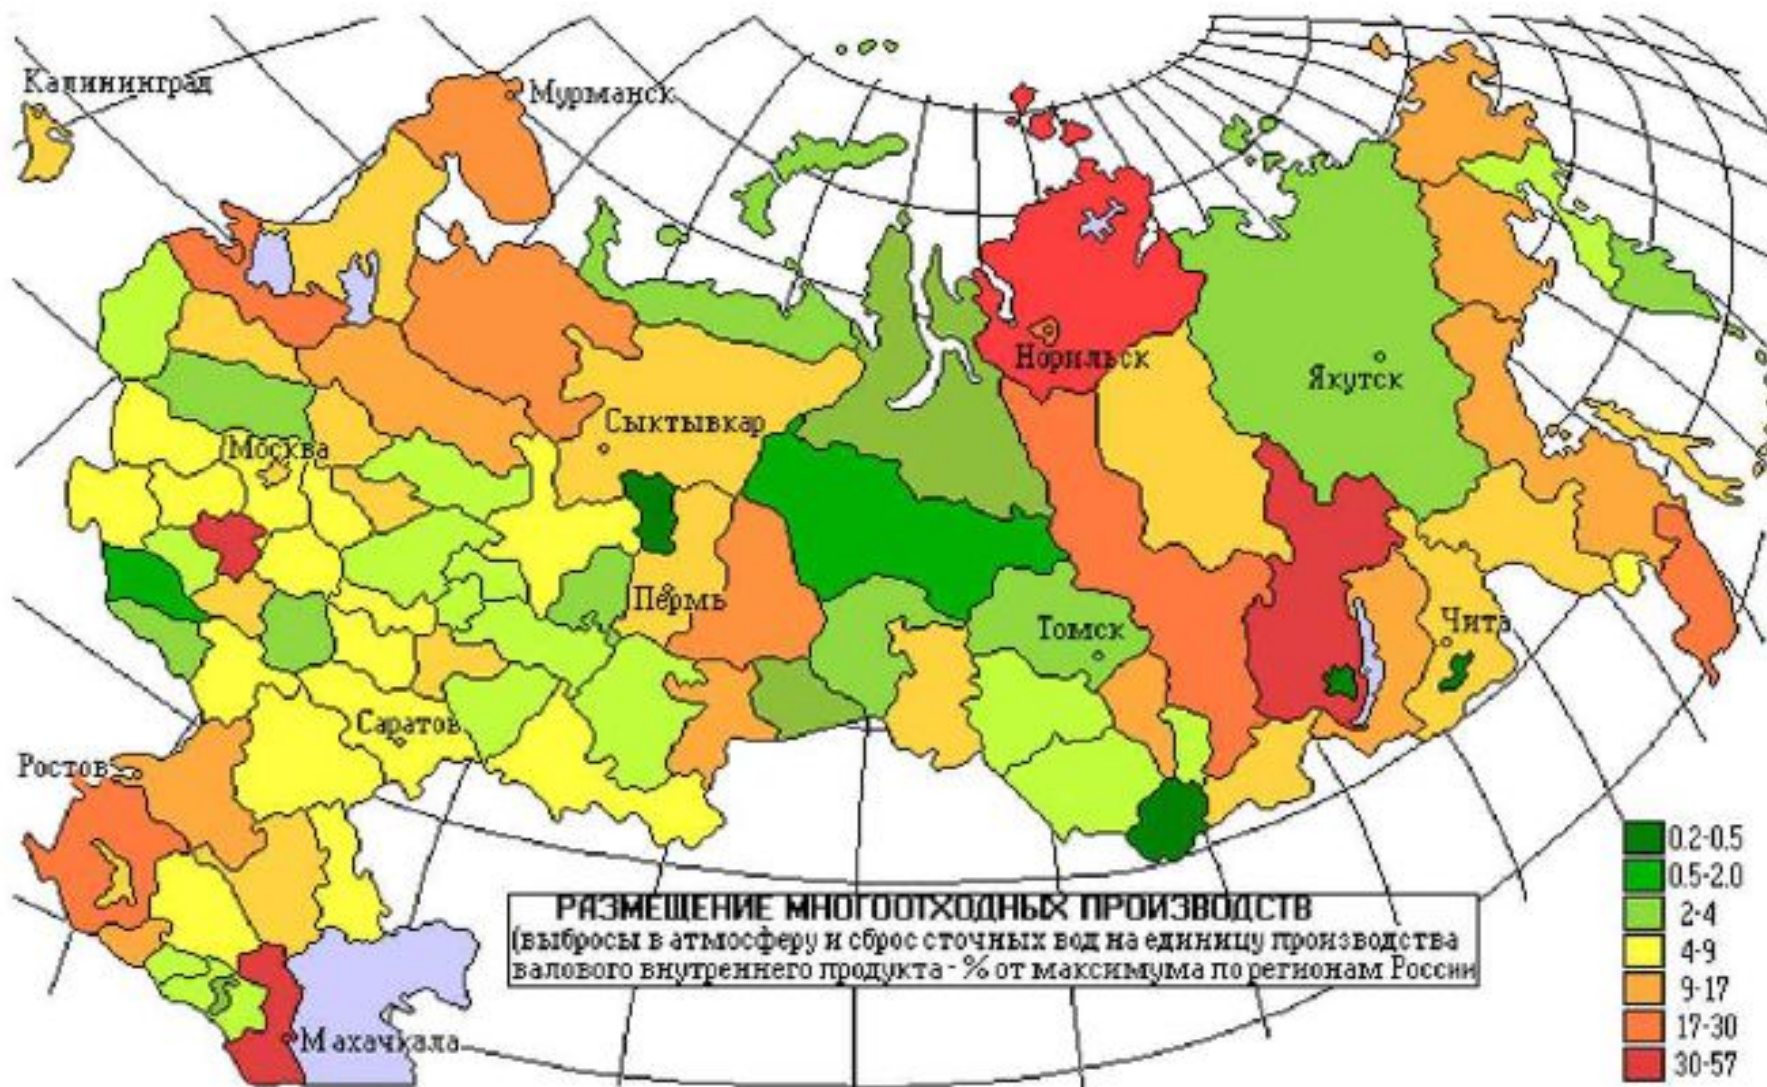 Калининград
Мурманск
Норильск
Якутск
Сыктывкар
Москва
Пермь
Томск
Чита
Саратов
Ростов
Махачкала
РАЗМЕЩЕНИЕ МНОГООТХОДНЫХ ПРОИЗВОДСТВ
(выбросы в атмосферу и сброс сточных вод на единицу производства
валового внутреннего продукта - % от максимума по регионам России
0.2-0.5
0.5-2.0
2-4
4-9
9-17
17-30
30-57